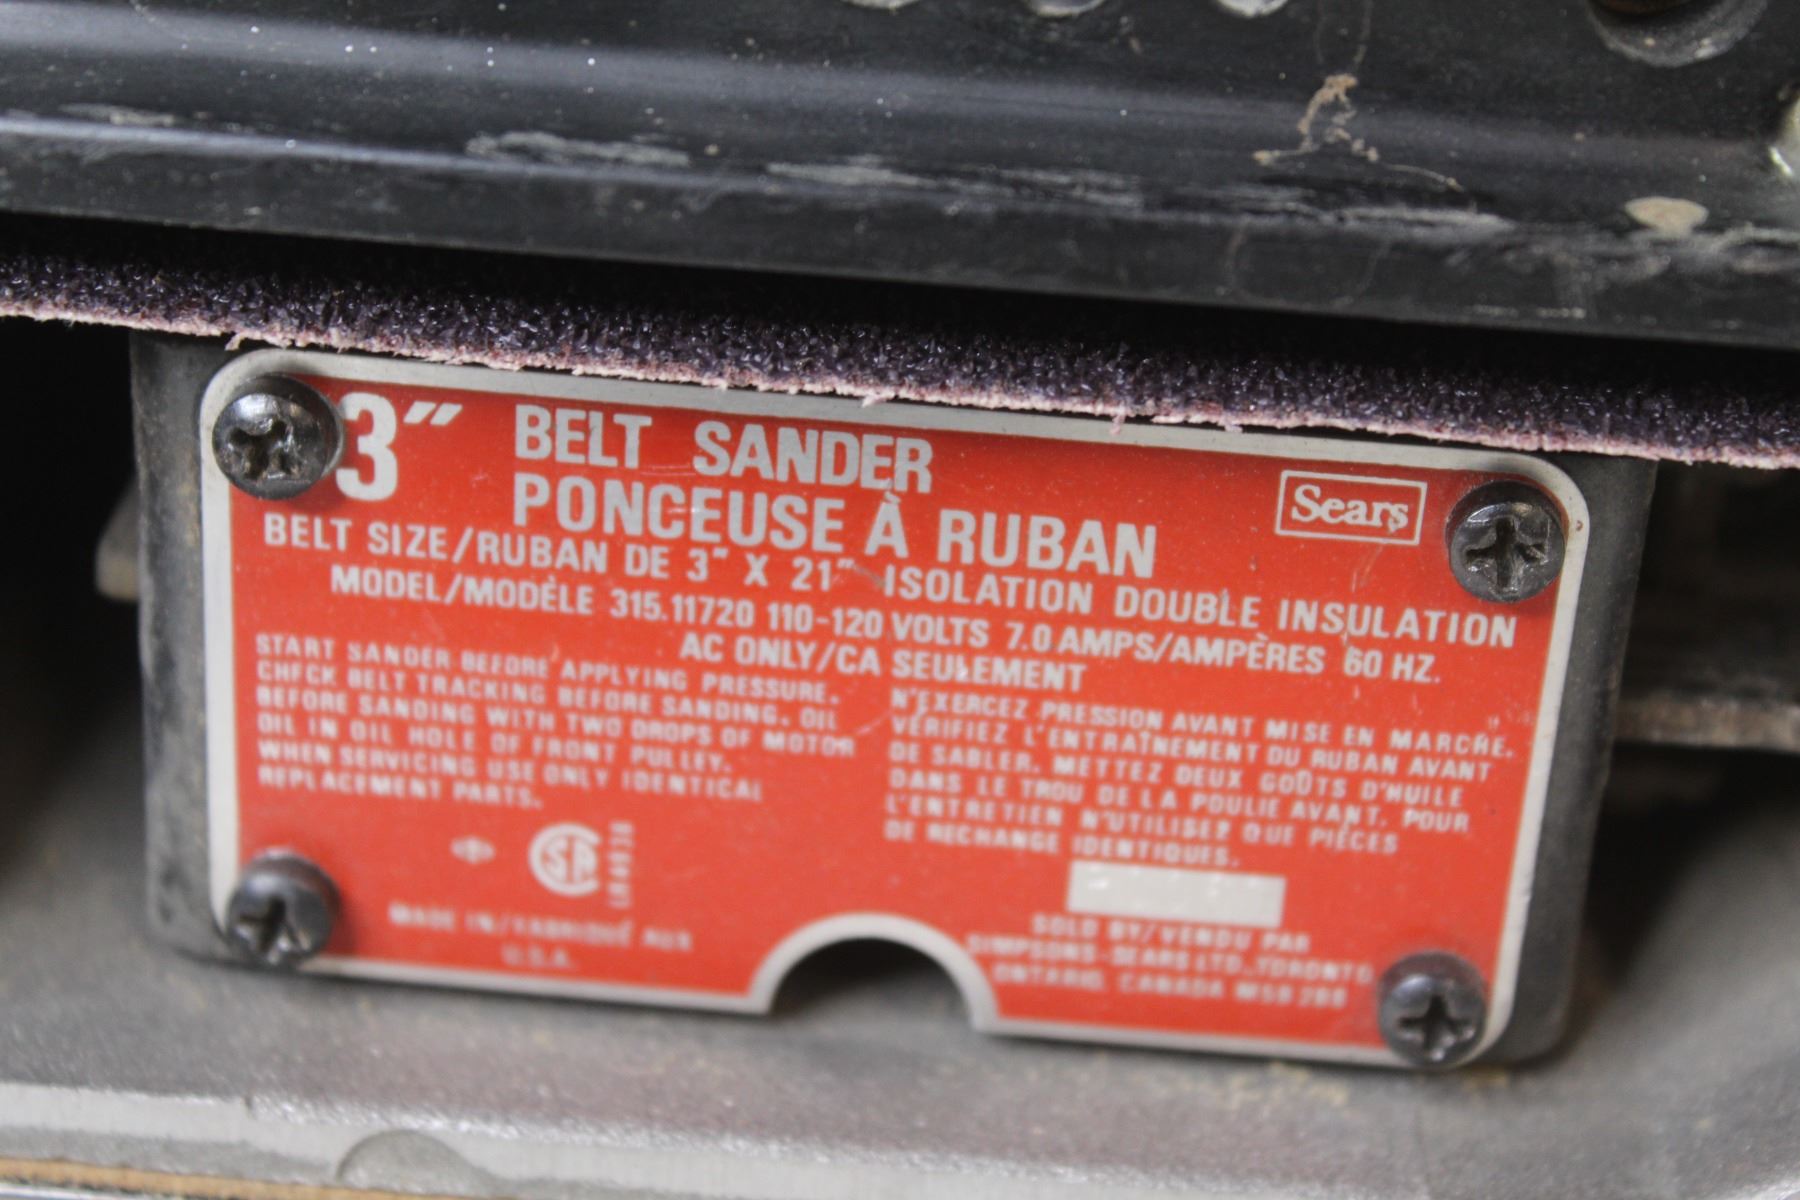 3" BELT SANDER
PONCEUSE À RUBAN
Sears
BELT SIZE/RUBAN DE 3" X 21" ISOLATION DOUBLE INSULATION
MODEL/MODÈLE 315.11720 110-120 VOLTS 7.0 AMPS/AMPÈRES 60 HZ.
AC ONLY/CA SEULEMENT
START SANDER BEFORE APPLYING PRESSURE.
CHECK BELT TRACKING BEFORE SANDING. OIL
BEFORE SANDING WITH TWO DROPS OF MOTOR
OIL IN OIL HOLE OF FRONT PULLEY.
WHEN SERVICING USE ONLY IDENTICAL
REPLACEMENT PARTS.
N'EXERCEZ PRESSION AVANT MISE EN MARCHE.
VÉRIFIEZ L'ENTRAÎNEMENT DU RUBAN AVANT
DE SABLER. METTEZ DEUX GOÛTS D'HUILE
DANS LE TROU DE LA POULIE AVANT. POUR
L'ENTRETIEN N'UTILISEZ QUE PIÈCES
DE RECHANGE IDENTIQUES.
LR44938
MADE IN/FABRIQUÉ AUX
U.S.A.
SOLD BY/VENDU PAR
SIMPSONS-SEARS LTD., TORONTO
ONTARIO, CANADA M5B 2B8